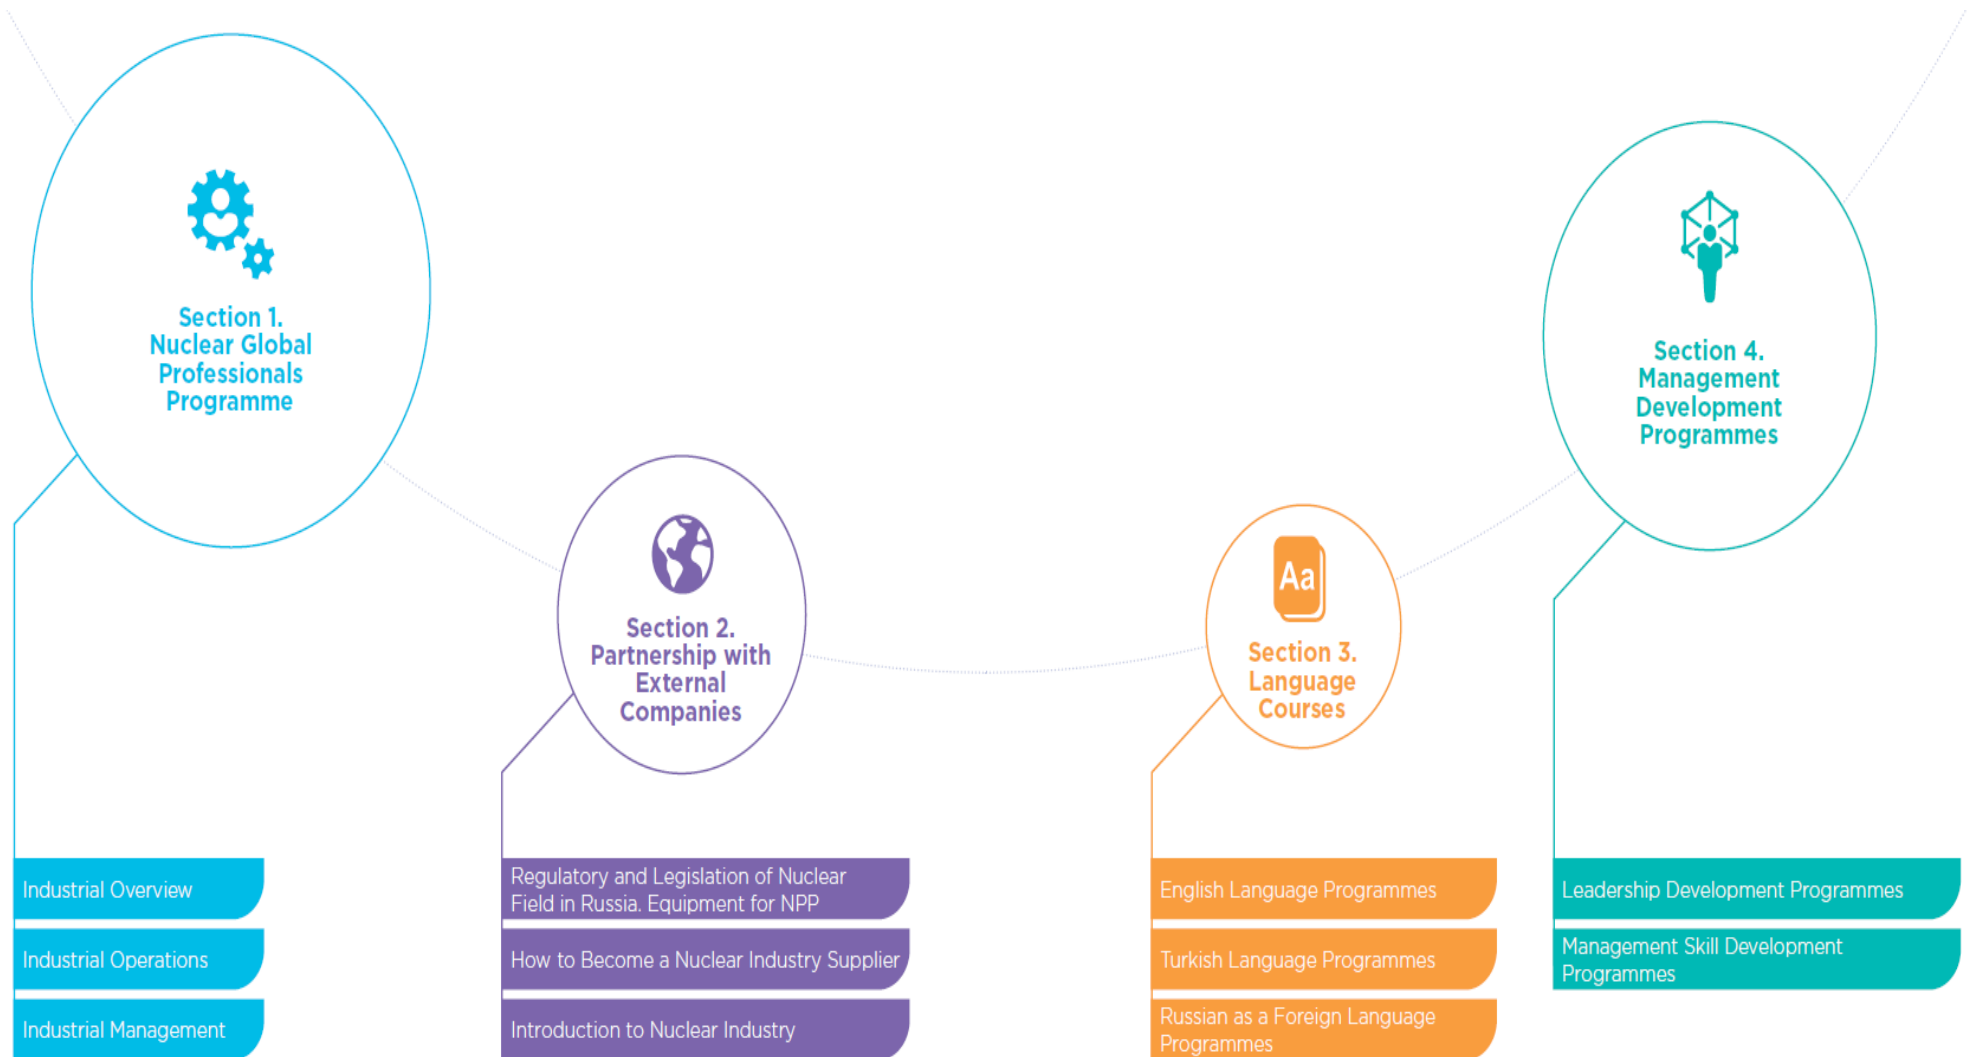 Section 1.
Nuclear Global
Professionals
Programme
Industrial Overview
Industrial Operations
Industrial Management
Section 2.
Partnership with
External
Companies
Regulatory and Legislation of Nuclear
Field in Russia. Equipment for NPP
How to Become a Nuclear Industry Supplier
Introduction to Nuclear Industry
Aa
Section 3.
Language
Courses
English Language Programmes
Turkish Language Programmes
Russian as a Foreign Language
Programmes
Section 4.
Management
Development
Programmes
Leadership Development Programmes
Management Skill Development
Programmes